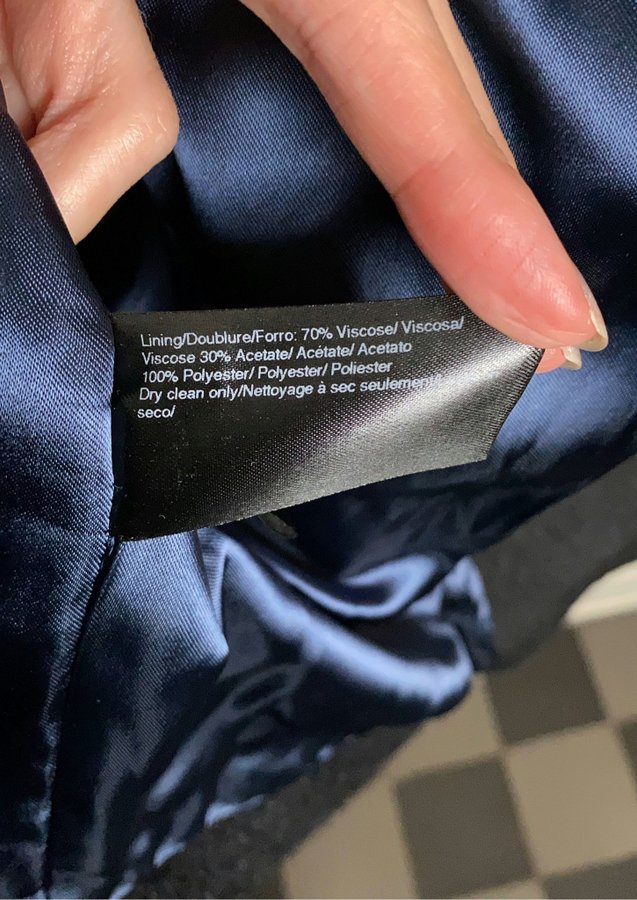 Lining/Doublure/Forro: 70% Viscose/ Viscosa/
Viscose 30% Acetate/ Acétate/ Acetato
100% Polyester/ Polyester/ Poliester
Dry clean only/Nettoyage à sec seulement/
seco/